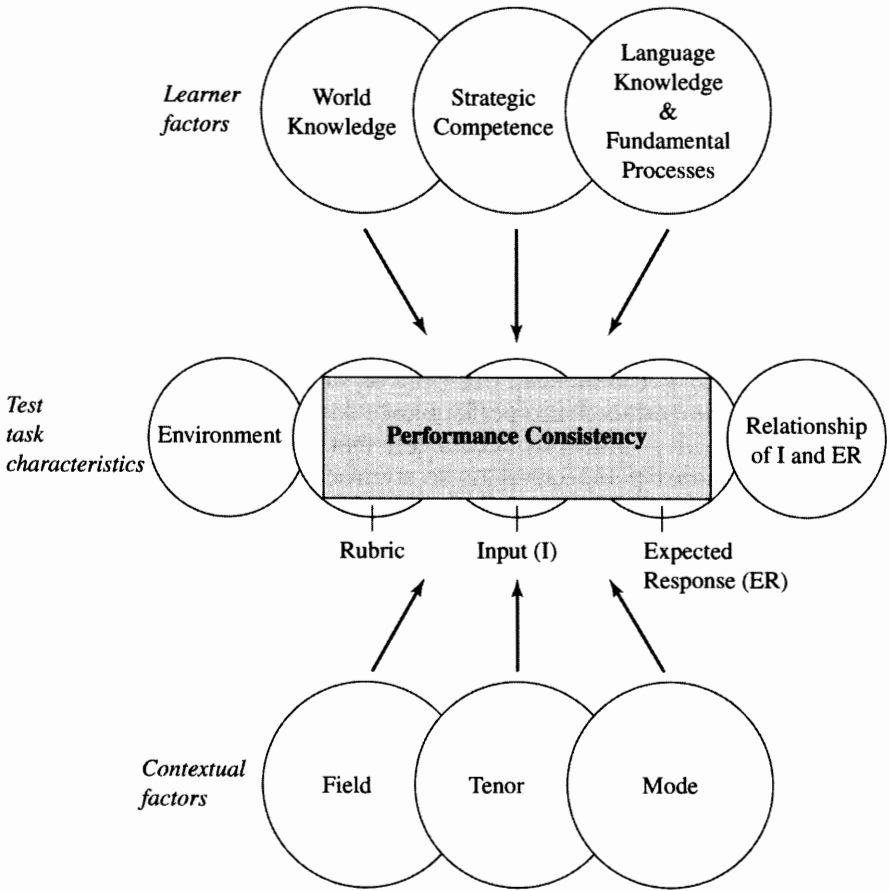 Learner
factors
World
Knowledge
Strategic
Competence
Language
Knowledge
&
Fundamental
Processes
Test
task
characteristics
Environment
Performance Consistency
Relationship
of I and ER
Rubric
Input (I)
Expected
Response (ER)
Contextual
factors
Field
Tenor
Mode